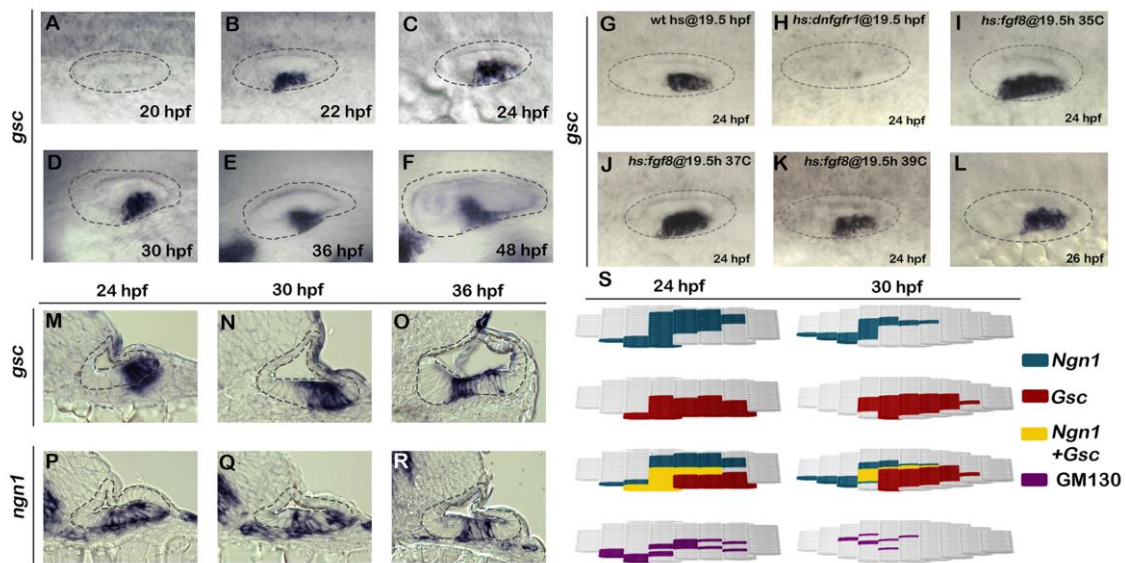 A
B
C
20 hpf
22 hpf
24 hpf
gsc
D
E
F
30 hpf
36 hpf
48 hpf
G
wt hs@19.5 hpf
H
hs:dnfgfr1@19.5 hpf
I
hs:fgf8@19.5h 35C
24 hpf
24 hpf
24 hpf
gsc
J
hs:fgf8@19.5h 37C
K
hs:fgf8@19.5h 39C
L
24 hpf
24 hpf
26 hpf
24 hpf
30 hpf
36 hpf
gsc
M
N
O
ngn1
P
Q
R
S
24 hpf
30 hpf
Ngn1
Gsc
Ngn1
+Gsc
GM130